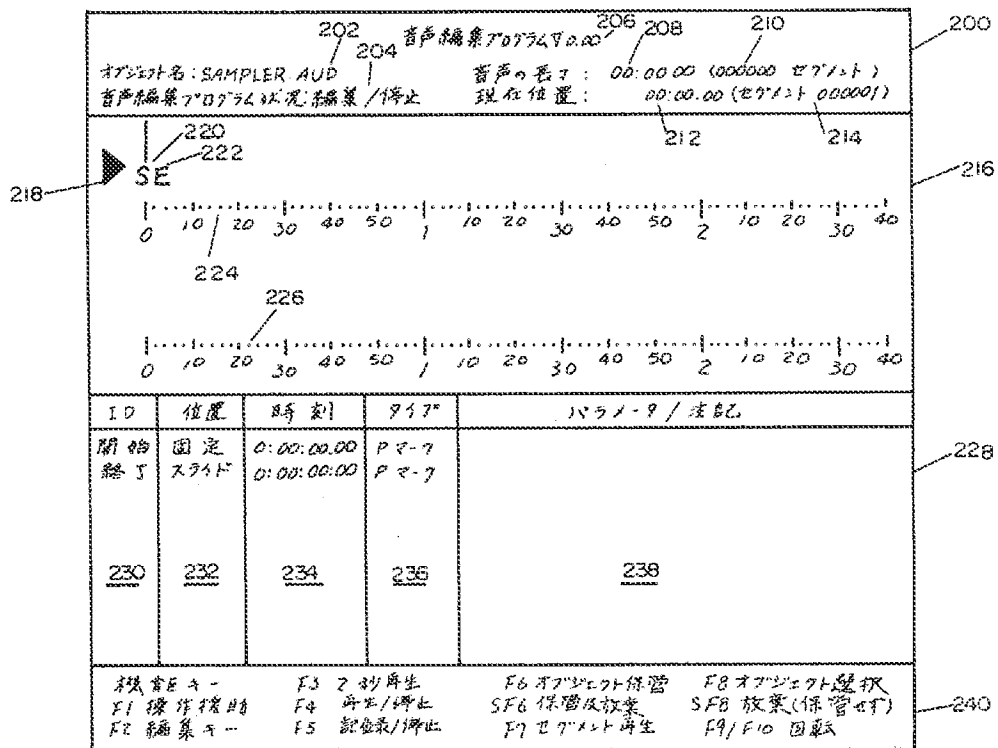 音声編集プログラムV0.00 206 208 210 200
202 204
オブジェクト名:SAMPLER AUD 音声の長さ: 00:00 00 (000000 セグメント)
音声編集プログラム状況:編集/停止 現在位置: 00:00.00 (セグメント 000001)
212 214
220
222
218 SE 216
0 10 20 30 40 50 1 10 20 30 40 50 2 10 20 30 40
224
226
0 10 20 30 40 50 1 10 20 30 40 50 2 10 20 30 40
ID 位置 時刻 タイプ パラメータ/注記
開始 固定 0:00:00.00 Pマーク
終了 スライド 0:00:00:00 Pマーク
228
230 232 234 236 238
機能キー F3 2秒再生 F6 オブジェクト保管 F8 オブジェクト選択
F1 操作援助 F4 再生/停止 SF6 保管及放棄 SF8 放棄(保管せず)
F2 編集キー F5 記録/停止 F7 セグメント再生 F9/F10 回転
240